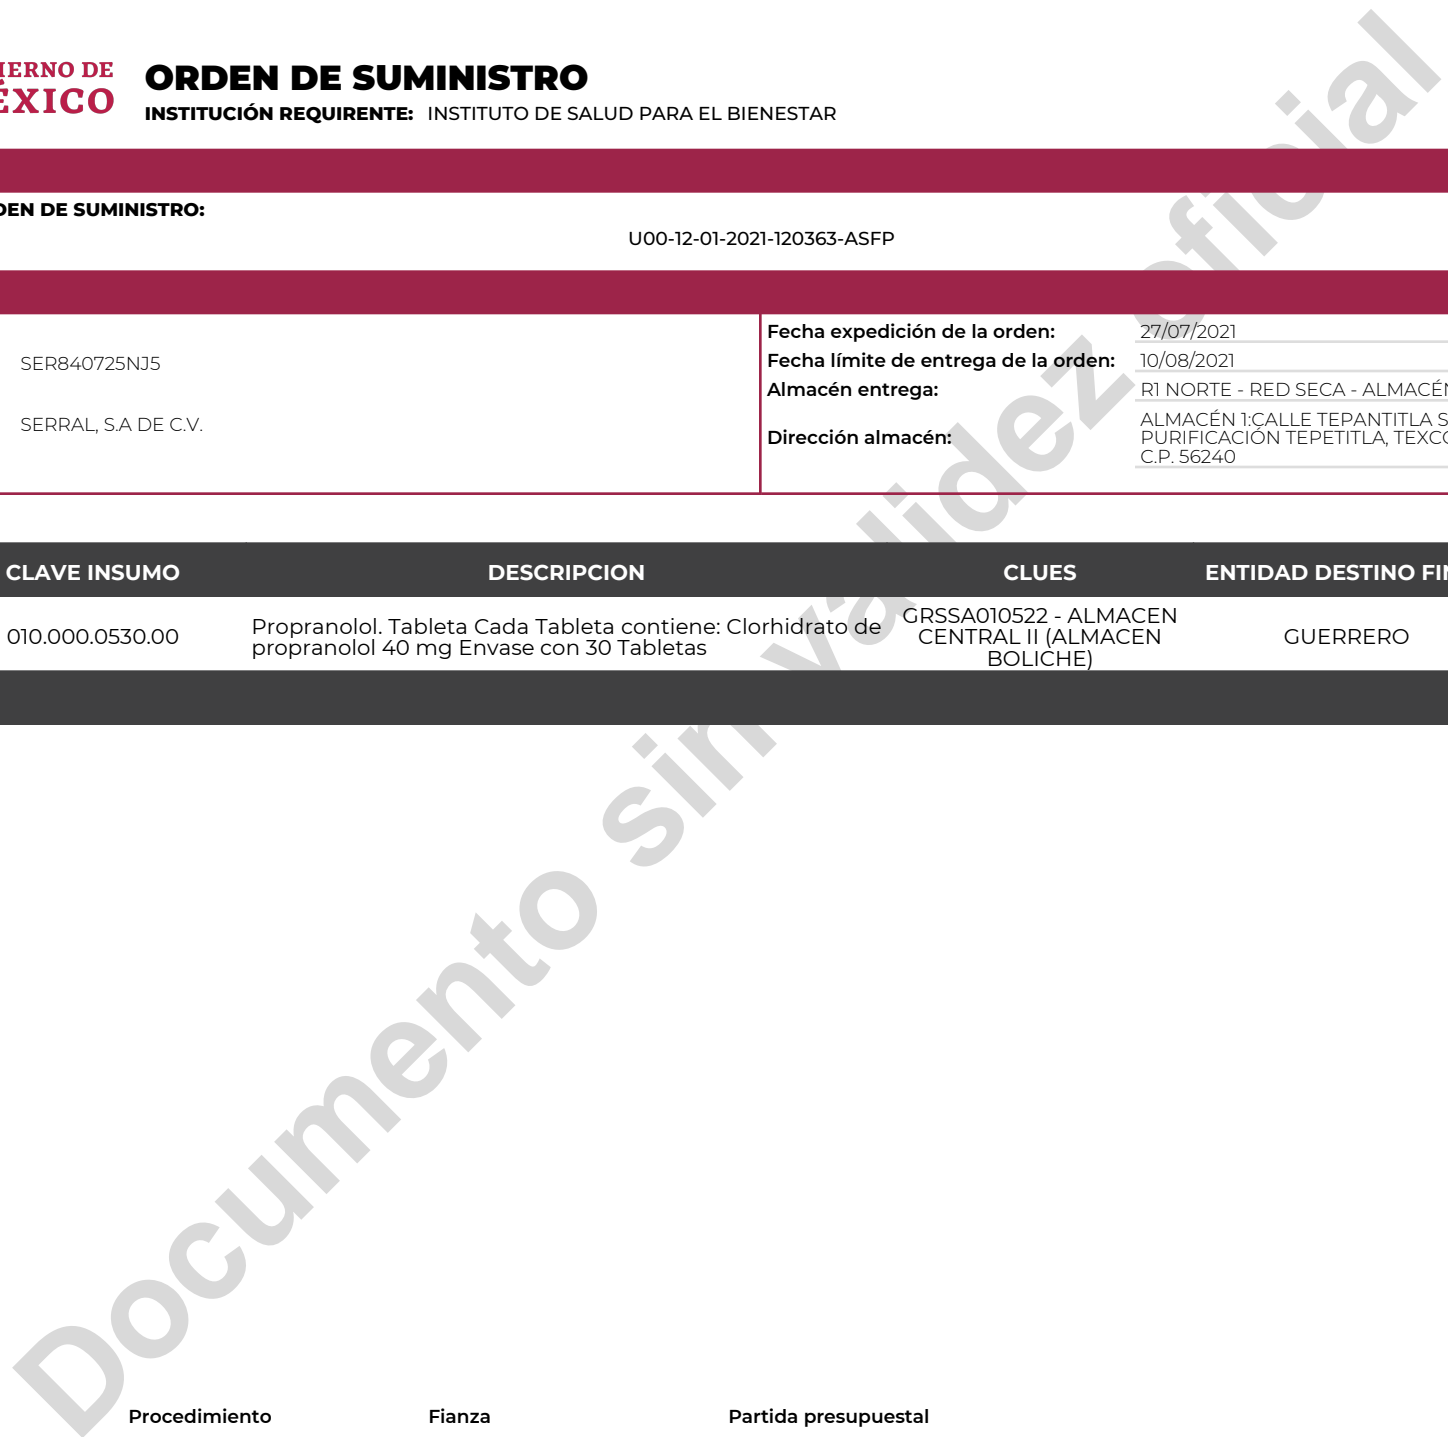 IERNO DE
ÉXICO
ORDEN DE SUMINISTRO
INSTITUCIÓN REQUIRENTE: INSTITUTO DE SALUD PARA EL BIENESTAR
DEN DE SUMINISTRO:
U00-12-01-2021-120363-ASFP
SER840725NJ5
SERRAL, S.A DE C.V.
Fecha expedición de la orden: 27/07/2021
Fecha límite de entrega de la orden: 10/08/2021
Almacén entrega: R1 NORTE - RED SECA - ALMACÉN
Dirección almacén:
ALMACÉN 1:CALLE TEPANTITLA S
PURIFICACIÓN TEPETITLA, TEXCO
C.P. 56240
CLAVE INSUMO DESCRIPCION CLUES ENTIDAD DESTINO FIN
010.000.0530.00
Propranolol. Tableta Cada Tableta contiene: Clorhidrato de
propranolol 40 mg Envase con 30 Tabletas
GRSSA010522 - ALMACEN
CENTRAL II (ALMACEN
BOLICHE)
GUERRERO
Documento sin validez oficial
Procedimiento Fianza Partida presupuestal